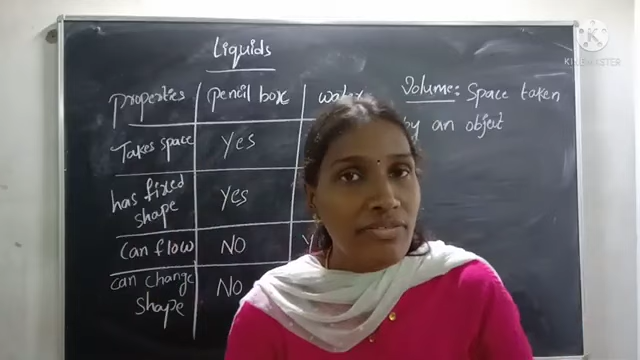 Liquids
Properties pencil box water
Takes space Yes
has fixed shape Yes
Can flow NO Y
can change shape NO
Volume: Space taken
by an object
KINEMASTER